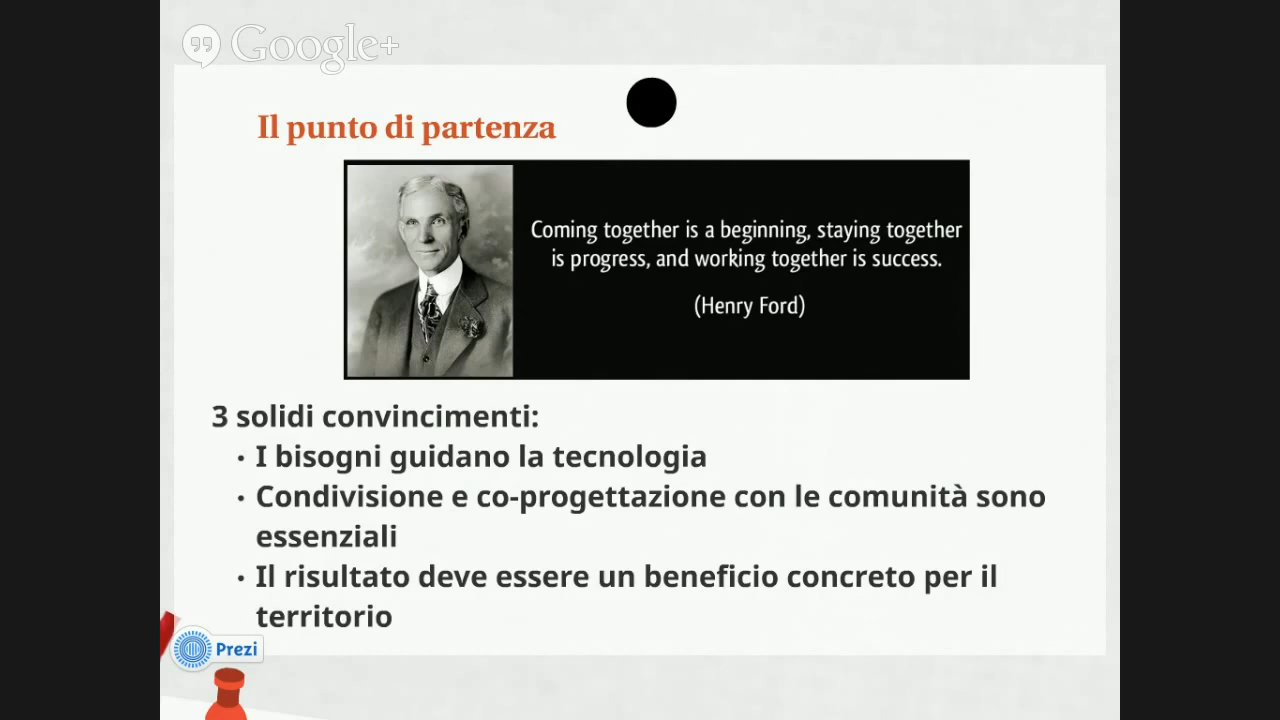 Google+
Il punto di partenza
Coming together is a beginning, staying together
is progress, and working together is success.
(Henry Ford)
3 solidi convincimenti:
• I bisogni guidano la tecnologia
• Condivisione e co-progettazione con le comunità sono
essenziali
• Il risultato deve essere un beneficio concreto per il
territorio
Prezi